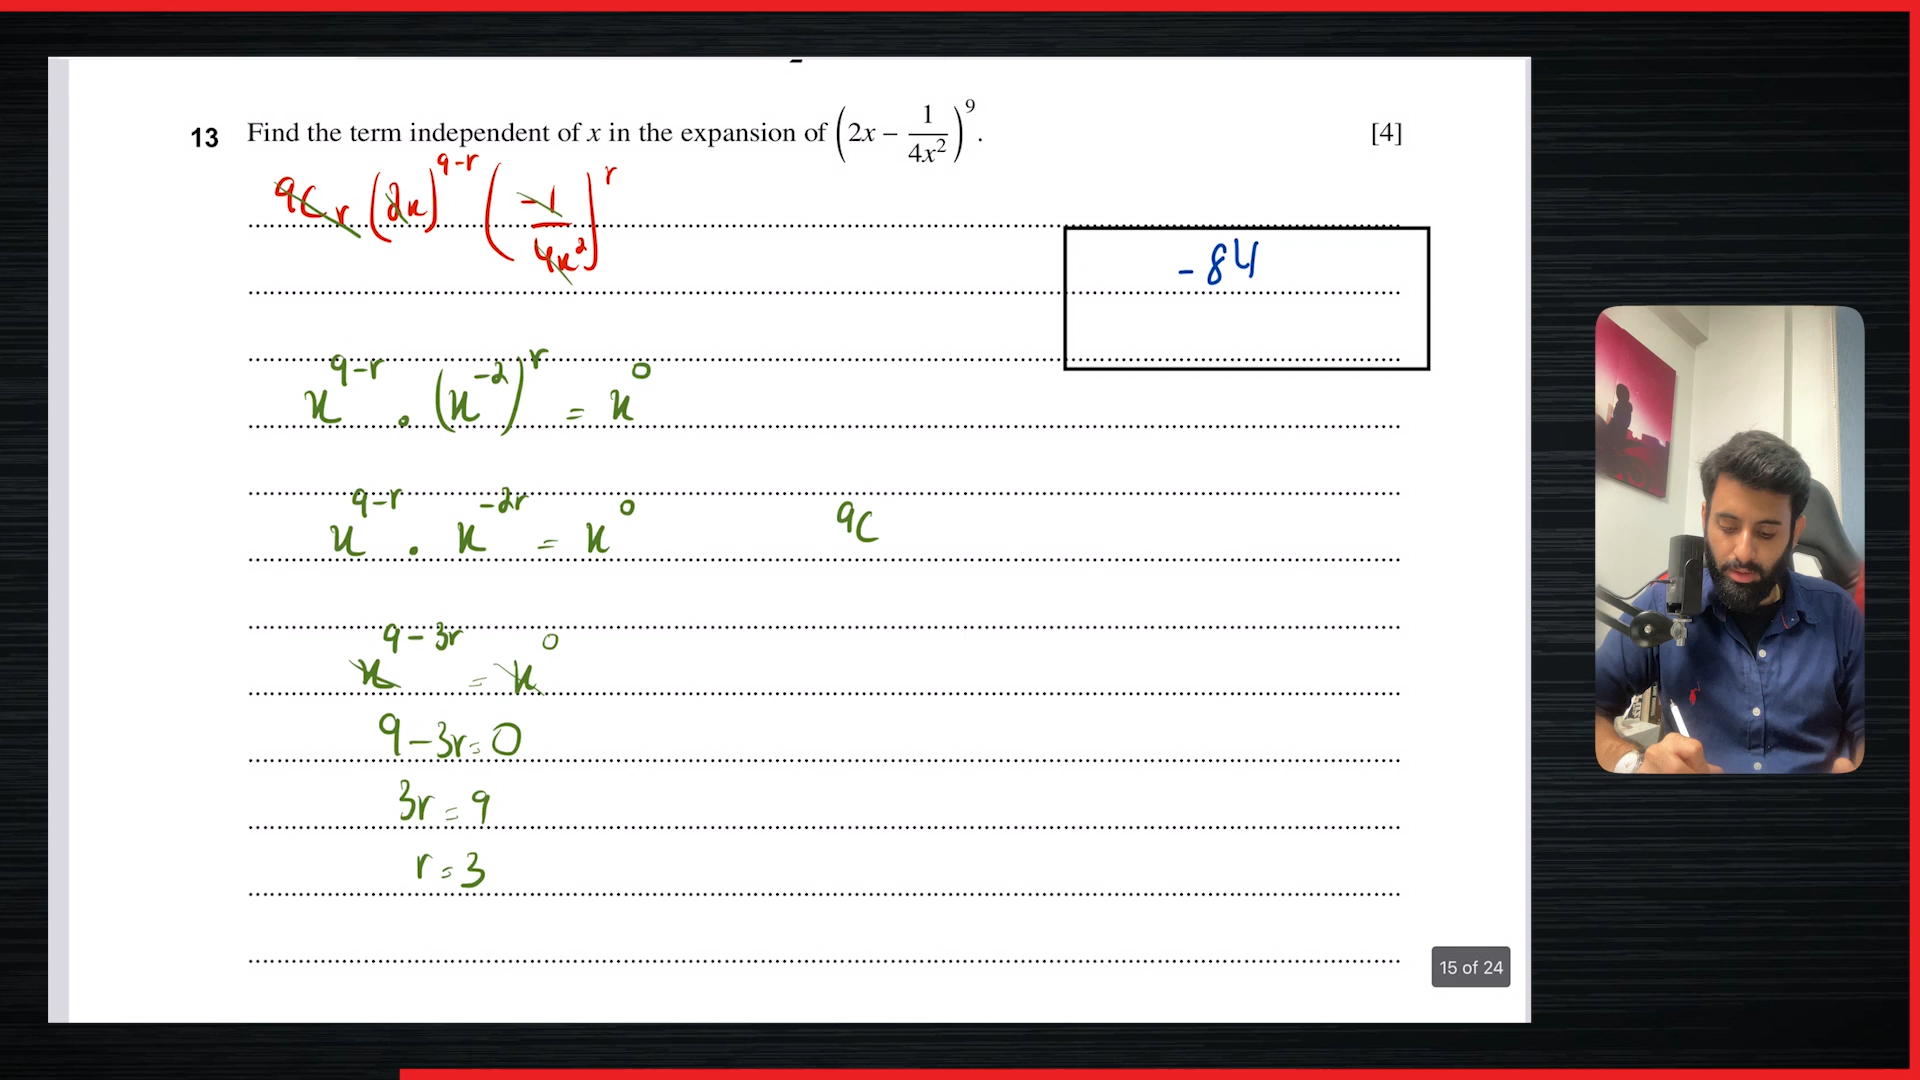 13 Find the term independent of x in the expansion of (2x − 1/4x²)⁹. [4]
9Cr (2x)^9-r (-1/4x²)^r
-84
x^9-r . (x^-2)^r = x^0
x^9-r . x^-2r = x^0
9C
x^9-3r = x^0
9-3r=0
3r=9
r=3
15 of 24